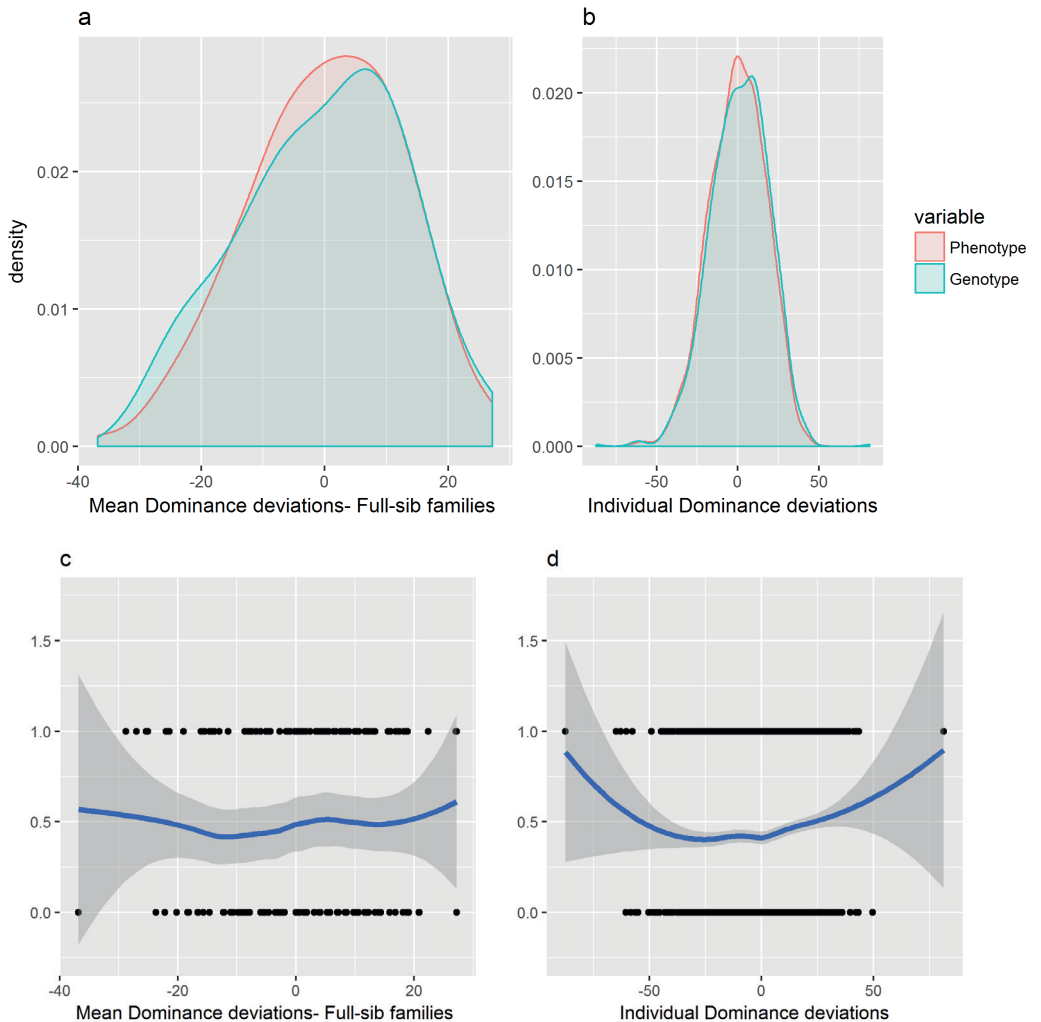 a
b
density
0.02
0.01
0.00
-40
-20
0
20
Mean Dominance deviations- Full-sib families
0.020
0.015
0.010
0.005
0.000
-50
0
50
Individual Dominance deviations
variable
Phenotype
Genotype
c
d
1.5
1.0
0.5
0.0
-40
-20
0
20
Mean Dominance deviations- Full-sib families
1.5
1.0
0.5
0.0
-50
0
50
Individual Dominance deviations